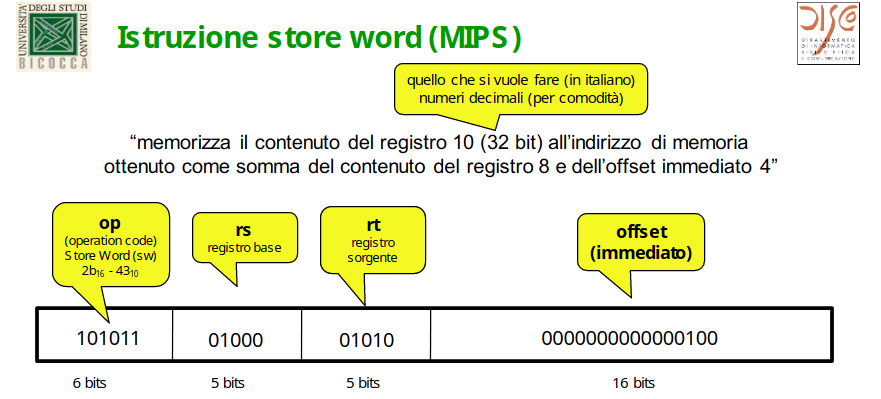 UNIVERSITÀ
DEGLI STUDI
DI MILANO
BICOCCA
Istruzione store word (MIPS)
DISCO
DIPARTIMENTO
DI INFORMATICA
SISTEMISTICA
E COMUNICAZIONE
quello che si vuole fare (in italiano)
numeri decimali (per comodità)
“memorizza il contenuto del registro 10 (32 bit) all’indirizzo di memoria
ottenuto come somma del contenuto del registro 8 e dell’offset immediato 4”
op
(operation code)
Store Word (sw)
2b16 - 4310
rs
registro base
rt
registro
sorgente
offset
(immediato)
101011 01000 01010 0000000000000100
6 bits 5 bits 5 bits 16 bits